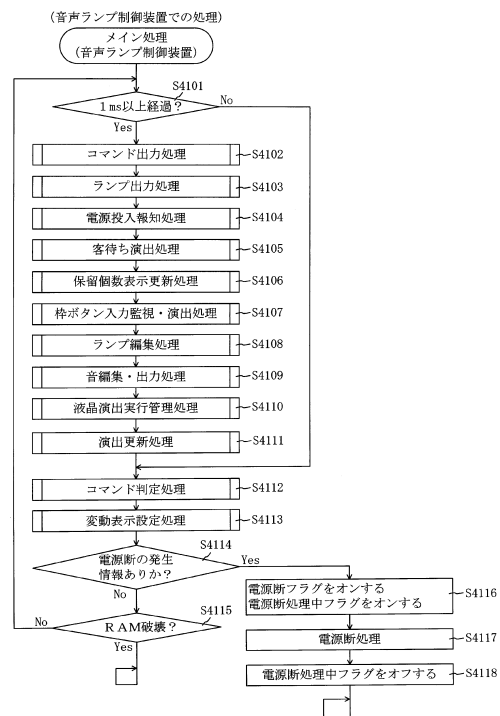 (音声ランプ制御装置での処理)
メイン処理
(音声ランプ制御装置)
S4101
1ms以上経過?
No
Yes
コマンド出力処理
S4102
ランプ出力処理
S4103
電源投入報知処理
S4104
客待ち演出処理
S4105
保留個数表示更新処理
S4106
枠ボタン入力監視・演出処理
S4107
ランプ編集処理
S4108
音編集・出力処理
S4109
液晶演出実行管理処理
S4110
演出更新処理
S4111
コマンド判定処理
S4112
変動表示設定処理
S4113
S4114
電源断の発生
情報ありか?
Yes
No
電源断フラグをオンする
電源断処理中フラグをオンする
S4116
S4115
RAM破壊?
No
Yes
電源断処理
S4117
電源断処理中フラグをオフする
S4118